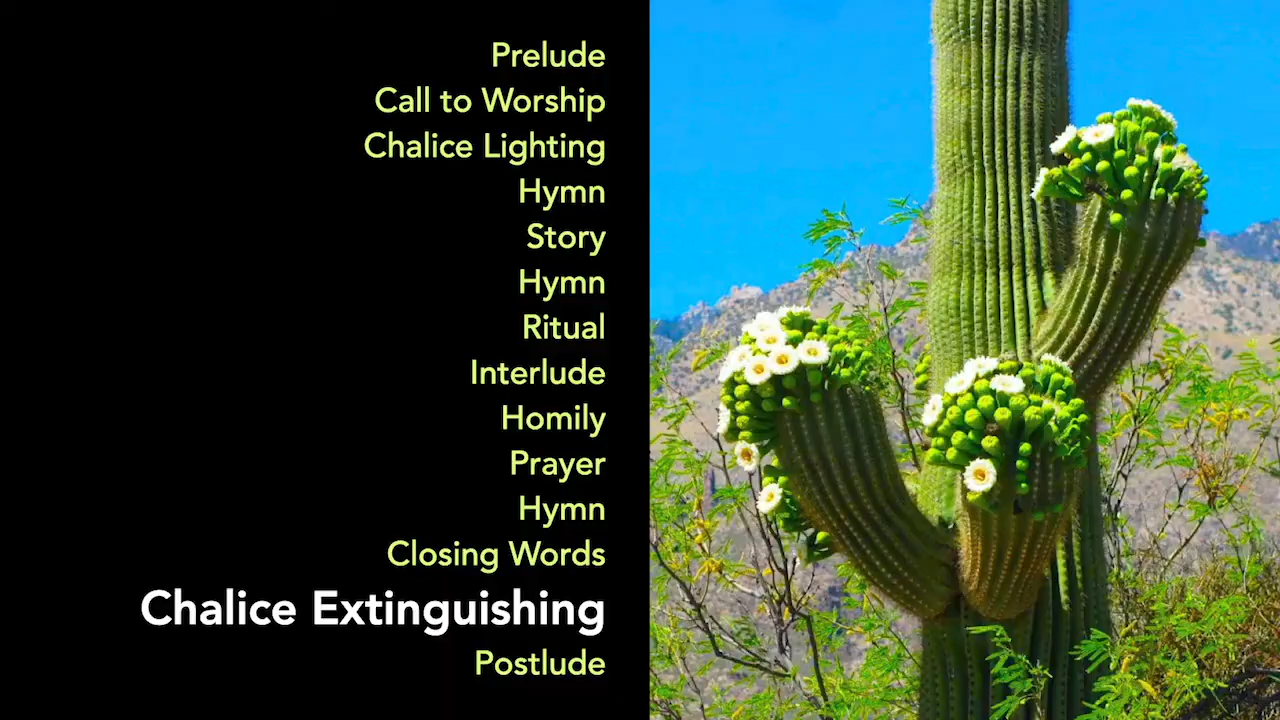 Prelude
Call to Worship
Chalice Lighting
Hymn
Story
Hymn
Ritual
Interlude
Homily
Prayer
Hymn
Closing Words
Chalice Extinguishing
Postlude